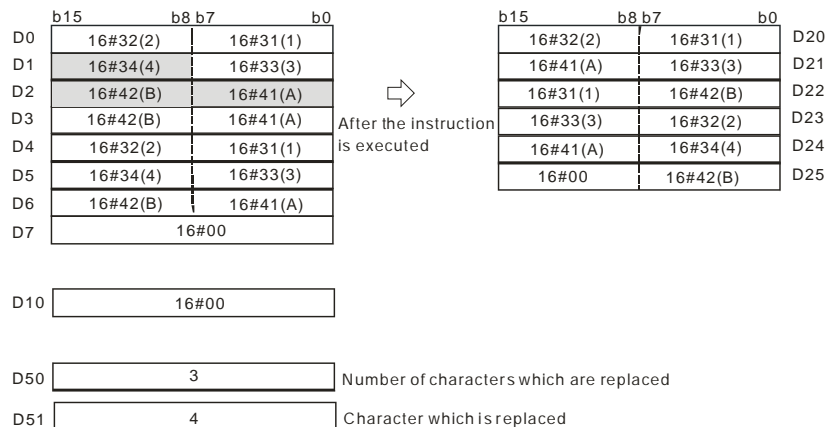 b15 b8 b7 b0 b15 b8 b7 b0
D0 16#32(2) 16#31(1) 16#32(2) 16#31(1) D20
D1 16#34(4) 16#33(3) 16#41(A) 16#33(3) D21
D2 16#42(B) 16#41(A) 16#31(1) 16#42(B) D22
D3 16#42(B) 16#41(A) After the instruction 16#33(3) 16#32(2) D23
D4 16#32(2) 16#31(1) is executed 16#41(A) 16#34(4) D24
D5 16#34(4) 16#33(3) 16#00 16#42(B) D25
D6 16#42(B) 16#41(A)
D7 16#00
D10 16#00
D50 3 Number of characters which are replaced
D51 4 Character which is replaced